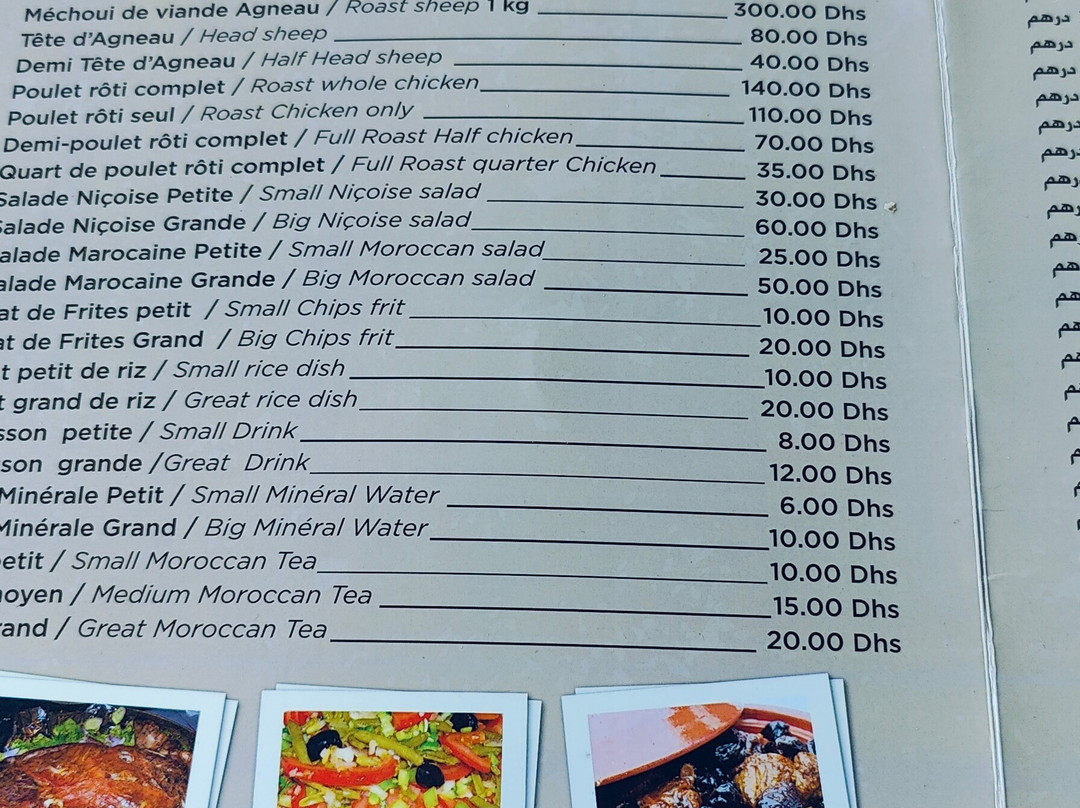 Méchoui de viande Agneau / Roast sheep 1 kg 300.00 Dhs
Tête d'Agneau / Head sheep 80.00 Dhs
Demi Tête d'Agneau / Half Head sheep 40.00 Dhs
Poulet rôti complet / Roast whole chicken 140.00 Dhs
Poulet rôti seul / Roast Chicken only 110.00 Dhs
Demi-poulet rôti complet / Full Roast Half chicken 70.00 Dhs
Quart de poulet rôti complet / Full Roast quarter Chicken 35.00 Dhs
Salade Niçoise Petite / Small Niçoise salad 30.00 Dhs
Salade Niçoise Grande / Big Niçoise salad 60.00 Dhs
alade Marocaine Petite / Small Moroccan salad 25.00 Dhs
alade Marocaine Grande / Big Moroccan salad 50.00 Dhs
at de Frites petit / Small Chips frit 10.00 Dhs
at de Frites Grand / Big Chips frit 20.00 Dhs
t petit de riz / Small rice dish 10.00 Dhs
t grand de riz / Great rice dish 20.00 Dhs
sson petite / Small Drink 8.00 Dhs
son grande /Great Drink 12.00 Dhs
Minérale Petit / Small Minéral Water 6.00 Dhs
Minérale Grand / Big Minéral Water 10.00 Dhs
etit / Small Moroccan Tea 10.00 Dhs
oyen / Medium Moroccan Tea 15.00 Dhs
rand / Great Moroccan Tea 20.00 Dhs
درهم
درهم
درهم
درهم
درهم
درهم